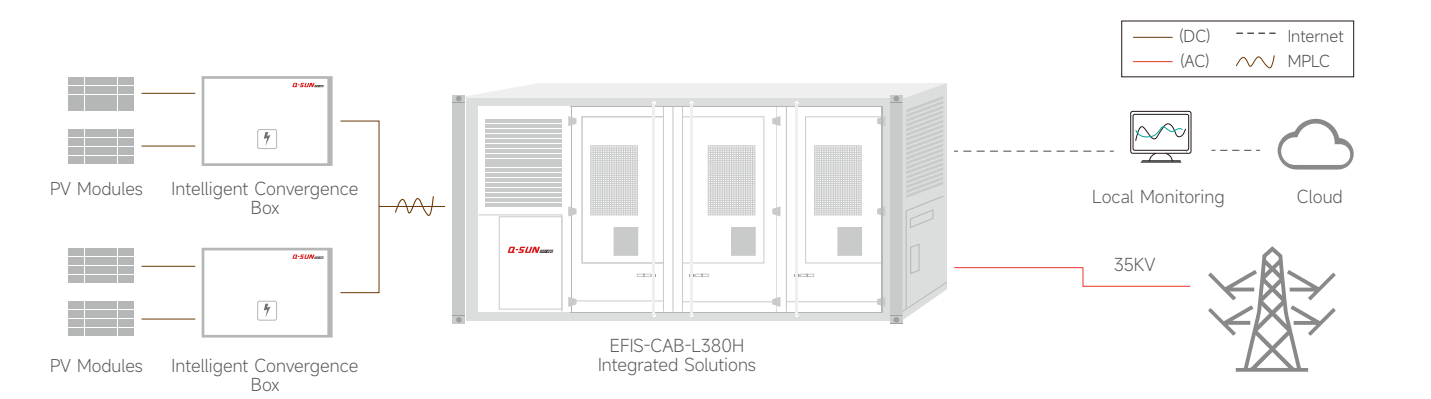 (DC)
Internet
(AC)
MPLC
Q-SUN
PV Modules
Intelligent Convergence
Box
Q-SUN
Local Monitoring
Cloud
Q-SUN
35KV
PV Modules
Intelligent Convergence
Box
EFIS-CAB-L380H
Integrated Solutions